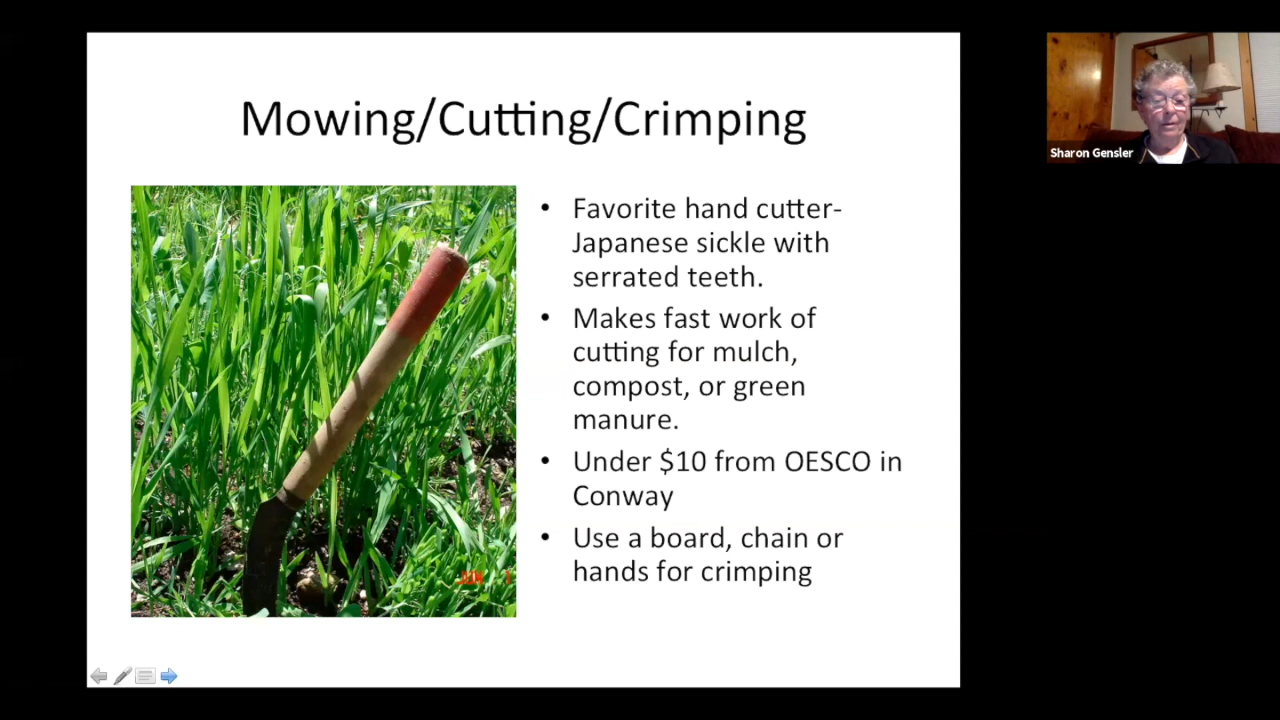 Mowing/Cutting/Crimping
• Favorite hand cutter-
Japanese sickle with
serrated teeth.
• Makes fast work of
cutting for mulch,
compost, or green
manure.
• Under $10 from OESCO in
Conway
• Use a board, chain or
hands for crimping
Sharon Gensler